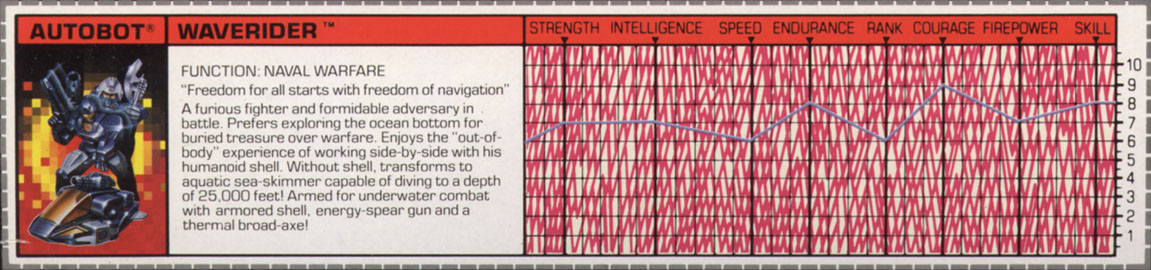 AUTOBOT® WAVERIDER ™
FUNCTION: NAVAL WARFARE
"Freedom for all starts with freedom of navigation"
A furious fighter and formidable adversary in
battle. Prefers exploring the ocean bottom for
buried treasure over warfare. Enjoys the "out-of-
body" experience of working side-by-side with his
humanoid shell. Without shell, transforms to
aquatic sea-skimmer capable of diving to a depth
of 25,000 feet! Armed for underwater combat
with armored shell, energy-spear gun and a
thermal broad-axe!
STRENGTH INTELLIGENCE SPEED ENDURANCE RANK COURAGE FIREPOWER SKILL
10
9
8
7
6
5
4
3
2
1